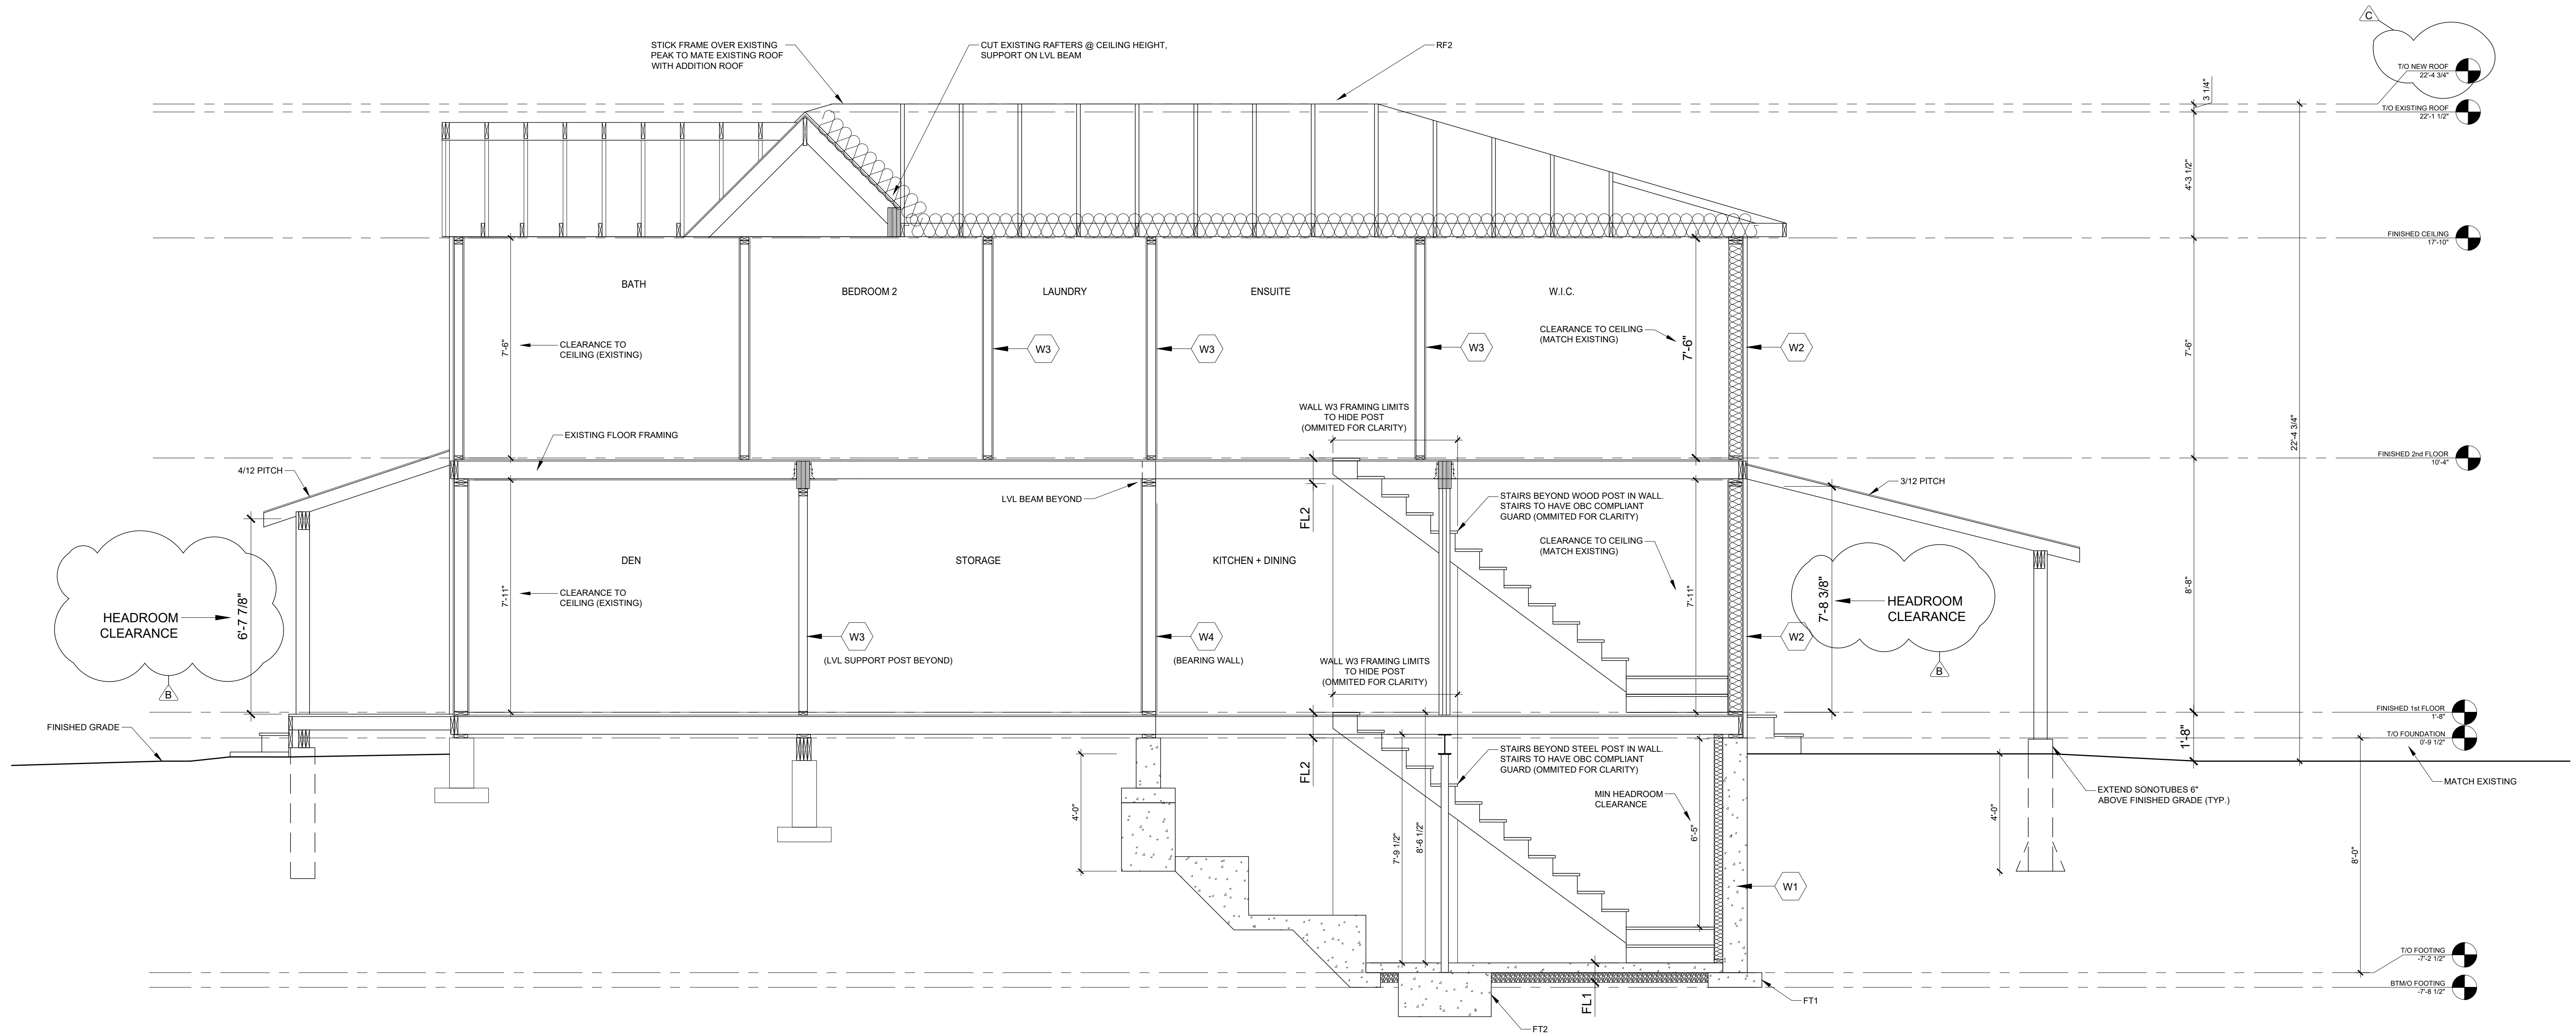 STICK FRAME OVER EXISTING
PEAK TO MATE EXISTING ROOF
WITH ADDITION ROOF
CUT EXISTING RAFTERS @ CEILING HEIGHT,
SUPPORT ON LVL BEAM
RF2
C
T/O NEW ROOF
22'-4 3/4"
3 1/4"
T/O EXISTING ROOF
22'-1 1/2"
4'-3 1/2"
FINISHED CEILING
17'-10"
BATH
BEDROOM 2
LAUNDRY
ENSUITE
W.I.C.
7'-6"
CLEARANCE TO
CEILING (EXISTING)
W3
W3
W3
CLEARANCE TO CEILING
(MATCH EXISTING)
7'-6"
W2
7'-6"
22'-4 3/4"
WALL W3 FRAMING LIMITS
TO HIDE POST
(OMMITED FOR CLARITY)
EXISTING FLOOR FRAMING
4/12 PITCH
FINISHED 2nd FLOOR
10'-4"
3/12 PITCH
LVL BEAM BEYOND
FL2
STAIRS BEYOND WOOD POST IN WALL.
STAIRS TO HAVE OBC COMPLIANT
GUARD (OMMITED FOR CLARITY)
CLEARANCE TO CEILING
(MATCH EXISTING)
DEN
STORAGE
KITCHEN + DINING
7'-11"
CLEARANCE TO
CEILING (EXISTING)
7'-11"
8'-8"
HEADROOM
CLEARANCE
6'-7 7/8"
B
7'-8 3/8"
HEADROOM
CLEARANCE
B
W3
(LVL SUPPORT POST BEYOND)
W4
(BEARING WALL)
W2
WALL W3 FRAMING LIMITS
TO HIDE POST
(OMMITED FOR CLARITY)
FINISHED GRADE
FINISHED 1st FLOOR
1'-8"
1'-8"
T/O FOUNDATION
0'-9 1/2"
FL2
STAIRS BEYOND STEEL POST IN WALL.
STAIRS TO HAVE OBC COMPLIANT
GUARD (OMMITED FOR CLARITY)
MATCH EXISTING
MIN HEADROOM
CLEARANCE
EXTEND SONOTUBES 6"
ABOVE FINISHED GRADE (TYP.)
4'-0"
7'-9 1/2"
8'-6 1/2"
6'-5"
4'-0"
8'-0"
W1
T/O FOOTING
-7'-2 1/2"
BTM/O FOOTING
-7'-8 1/2"
FL1
FT1
FT2